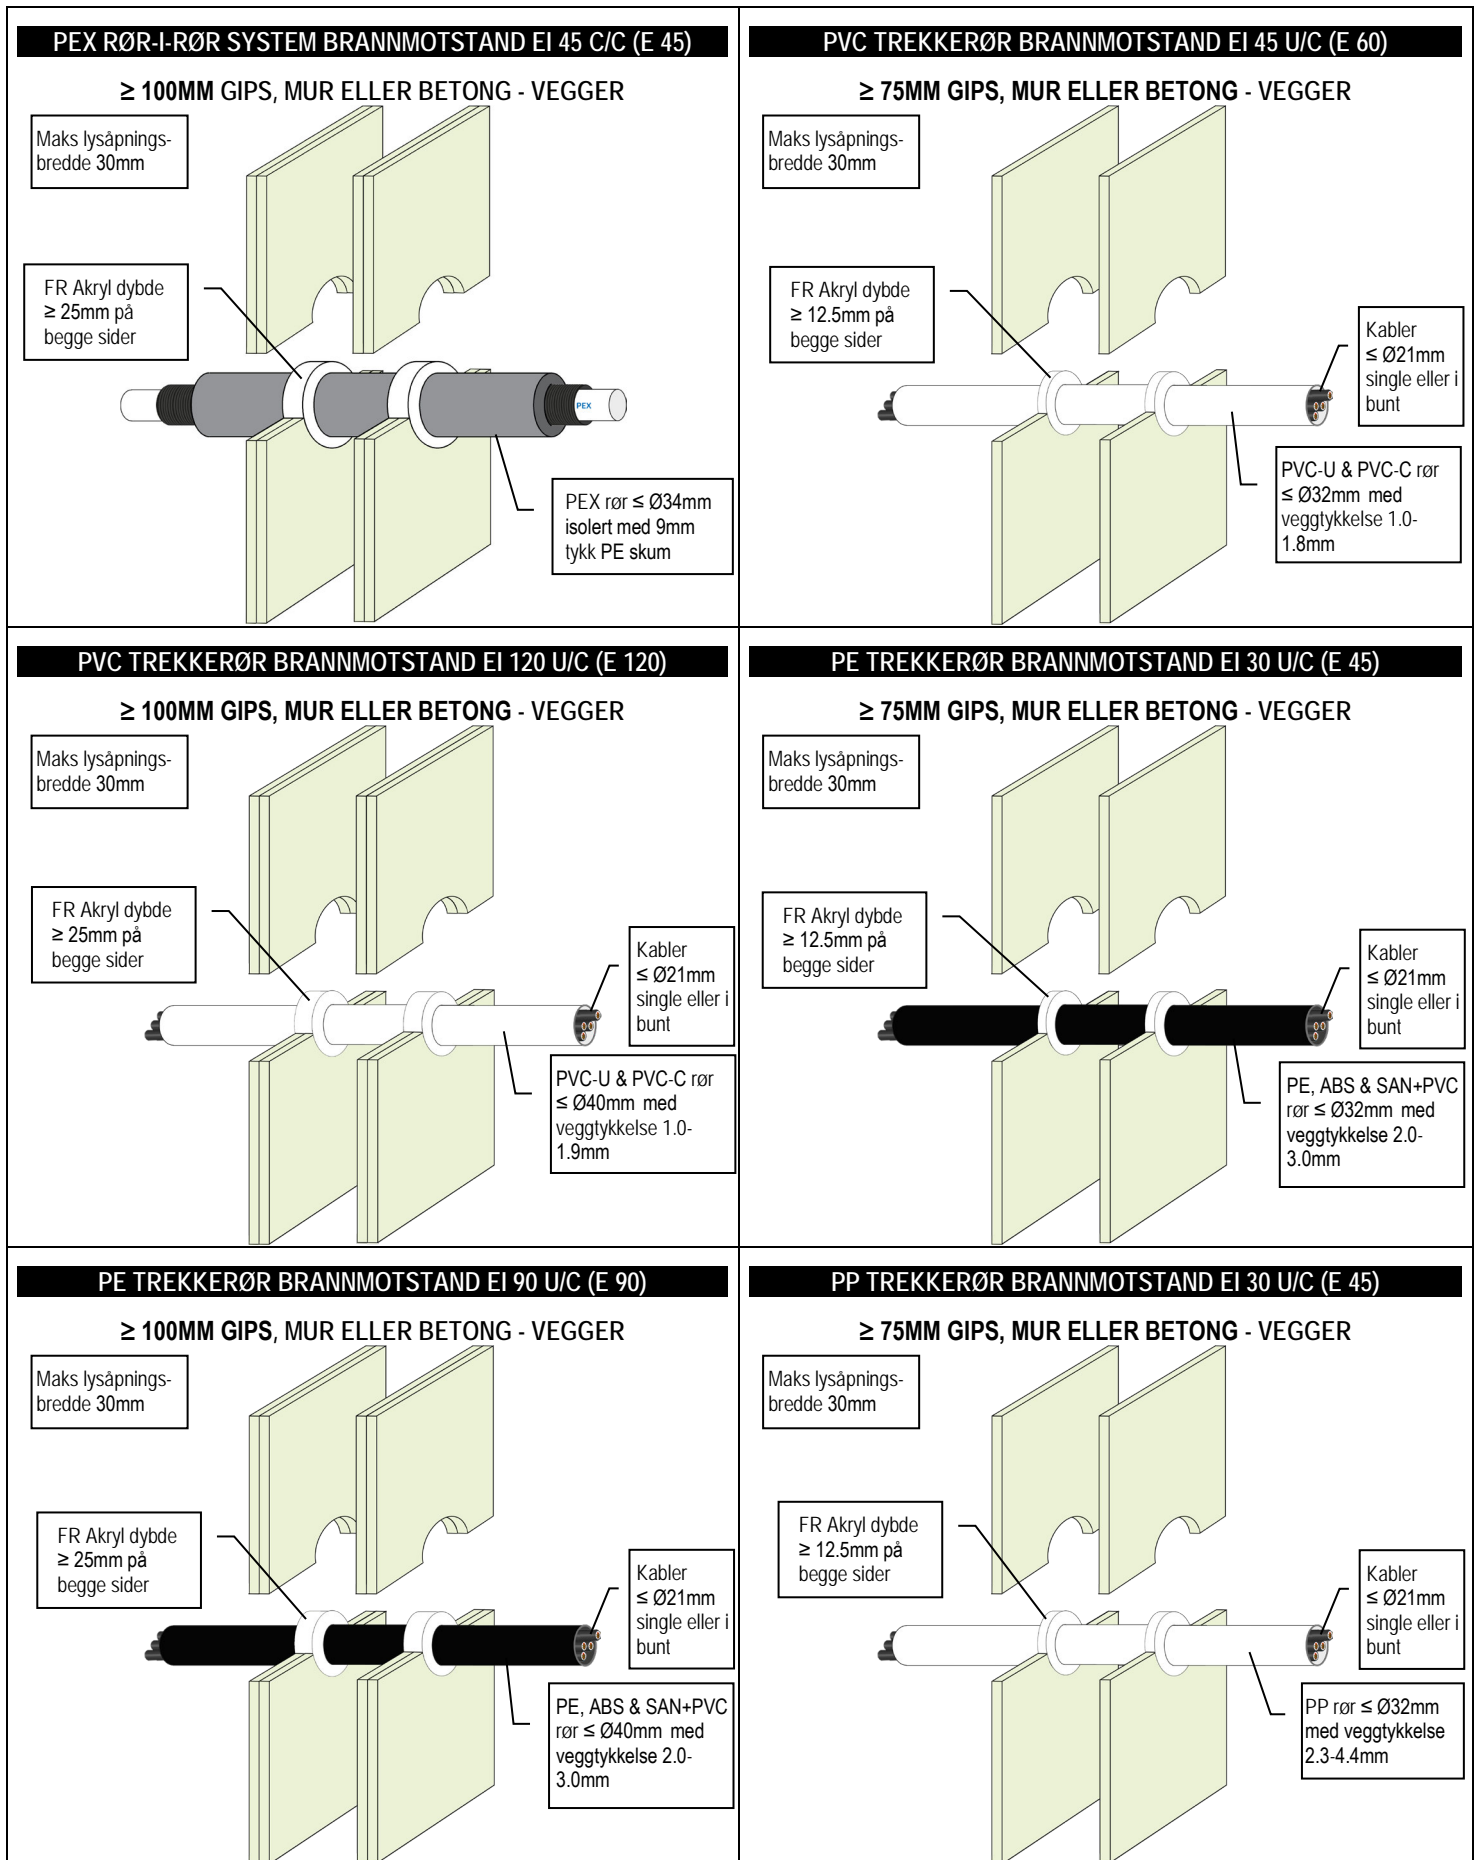 PEX RØR-I-RØR SYSTEM BRANNMOTSTAND EI 45 C/C (E 45)
≥ 100MM GIPS, MUR ELLER BETONG - VEGGER
Maks lysåpnings-
bredde 30mm
FR Akryl dybde
≥ 25mm på
begge sider
PEX
PEX rør ≤ Ø34mm
isolert med 9mm
tykk PE skum
PVC TREKKERØR BRANNMOTSTAND EI 45 U/C (E 60)
≥ 75MM GIPS, MUR ELLER BETONG - VEGGER
Maks lysåpnings-
bredde 30mm
FR Akryl dybde
≥ 12.5mm på
begge sider
Kabler
≤ Ø21mm
single eller i
bunt
PVC-U & PVC-C rør
≤ Ø32mm med
veggtykkelse 1.0-
1.8mm
PVC TREKKERØR BRANNMOTSTAND EI 120 U/C (E 120)
≥ 100MM GIPS, MUR ELLER BETONG - VEGGER
Maks lysåpnings-
bredde 30mm
FR Akryl dybde
≥ 25mm på
begge sider
Kabler
≤ Ø21mm
single eller i
bunt
PVC-U & PVC-C rør
≤ Ø40mm med
veggtykkelse 1.0-
1.9mm
PE TREKKERØR BRANNMOTSTAND EI 30 U/C (E 45)
≥ 75MM GIPS, MUR ELLER BETONG - VEGGER
Maks lysåpnings-
bredde 30mm
FR Akryl dybde
≥ 12.5mm på
begge sider
Kabler
≤ Ø21mm
single eller i
bunt
PE, ABS & SAN+PVC
rør ≤ Ø32mm med
veggtykkelse 2.0-
3.0mm
PE TREKKERØR BRANNMOTSTAND EI 90 U/C (E 90)
≥ 100MM GIPS, MUR ELLER BETONG - VEGGER
Maks lysåpnings-
bredde 30mm
FR Akryl dybde
≥ 25mm på
begge sider
Kabler
≤ Ø21mm
single eller i
bunt
PE, ABS & SAN+PVC
rør ≤ Ø40mm med
veggtykkelse 2.0-
3.0mm
PP TREKKERØR BRANNMOTSTAND EI 30 U/C (E 45)
≥ 75MM GIPS, MUR ELLER BETONG - VEGGER
Maks lysåpnings-
bredde 30mm
FR Akryl dybde
≥ 12.5mm på
begge sider
Kabler
≤ Ø21mm
single eller i
bunt
PP rør ≤ Ø32mm
med veggtykkelse
2.3-4.4mm